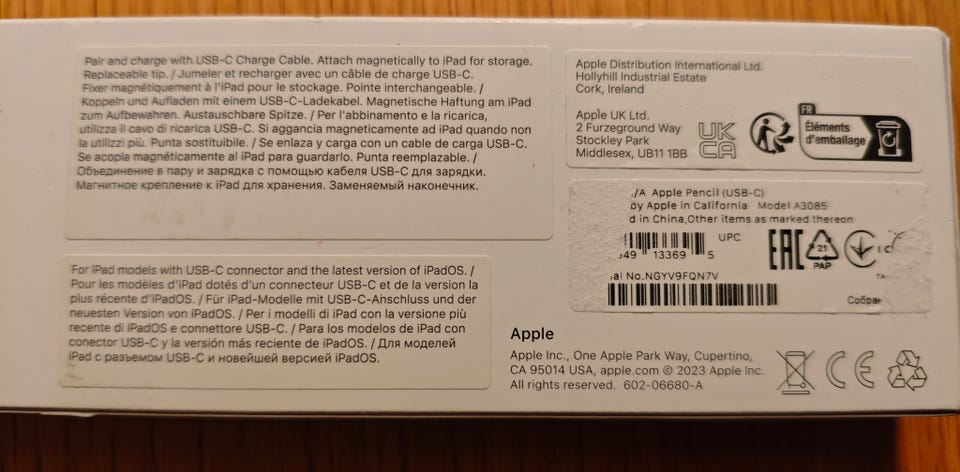 Pair and charge with USB-C Charge Cable. Attach magnetically to iPad for storage.
Replaceable tip. / Jumeler et recharger avec un câble de charge USB-C.
Fixer magnétiquement à l'iPad pour le stockage. Pointe interchangeable. /
Koppeln und Aufladen mit einem USB-C-Ladekabel. Magnetische Haftung am iPad
zum Aufbewahren. Austauschbare Spitze. / Per l'abbinamento e la ricarica,
utilizza il cavo di ricarica USB-C. Si aggancia magneticamente ad iPad quando non
la utilizzi più. Punta sostituibile. / Se enlaza y carga con un cable de carga USB-C.
Se acopla magnéticamente al iPad para guardarlo. Punta reemplazable. /
Объединение в пару и зарядка с помощью кабеля USB-C для зарядки.
Магнитное крепление к iPad для хранения. Заменяемый наконечник.
For iPad models with USB-C connector and the latest version of iPadOS. /
Pour les modèles d'iPad dotés d'un connecteur USB-C et de la version la
plus récente d'iPadOS. / Für iPad-Modelle mit USB-C-Anschluss und der
neuesten Version von iPadOS. / Per i modelli di iPad con la versione più
recente di iPadOS e connettore USB-C. / Para los modelos de iPad con
conector USB-C y la versión más reciente de iPadOS. / Для моделей
iPad с разъемом USB-C и новейшей версией iPadOS.
Apple Distribution International Ltd.
Hollyhill Industrial Estate
Cork, Ireland
Apple UK Ltd.
2 Furzeground Way
Stockley Park
Middlesex, UB11 1BB
UK
CA
FR
Éléments
d'emballage
/A Apple Pencil (USB-C)
by Apple in California Model A3085
d in China,Other items as marked thereon
UPC
49 13369 5
EAC
21
PAP
ial No.NGYV9FQN7V
Собран
Apple
Apple Inc., One Apple Park Way, Cupertino,
CA 95014 USA, apple.com © 2023 Apple Inc.
All rights reserved. 602-06680-A
CE